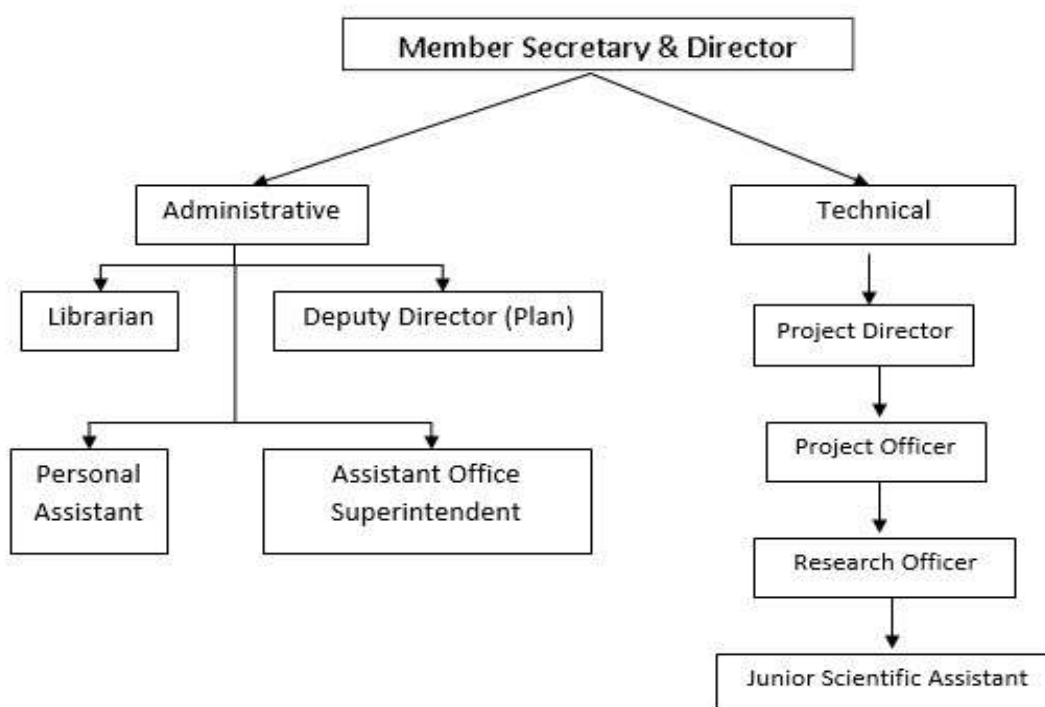 Member Secretary & Director
Administrative
Technical
Librarian
Deputy Director (Plan)
Project Director
Personal
Assistant
Assistant Office
Superintendent
Project Officer
Research Officer
Junior Scientific Assistant